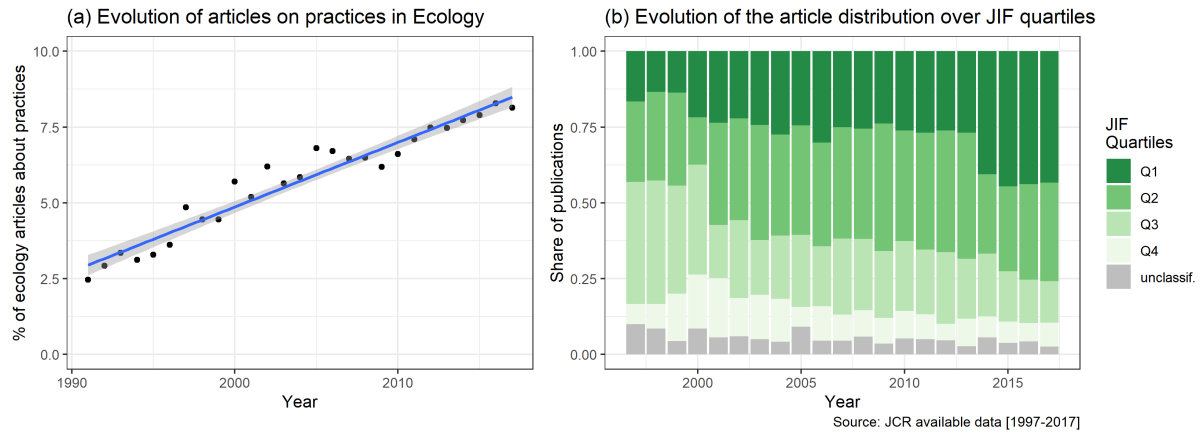 (a) Evolution of articles on practices in Ecology
% of ecology articles about practices
10.0
7.5
5.0
2.5
0.0
1990
2000
2010
Year
(b) Evolution of the article distribution over JIF quartiles
Share of publications
1.00
0.75
0.50
0.25
0.00
2000
2005
2010
2015
Year
JIF
Quartiles
Q1
Q2
Q3
Q4
unclassif.
Source: JCR available data [1997-2017]